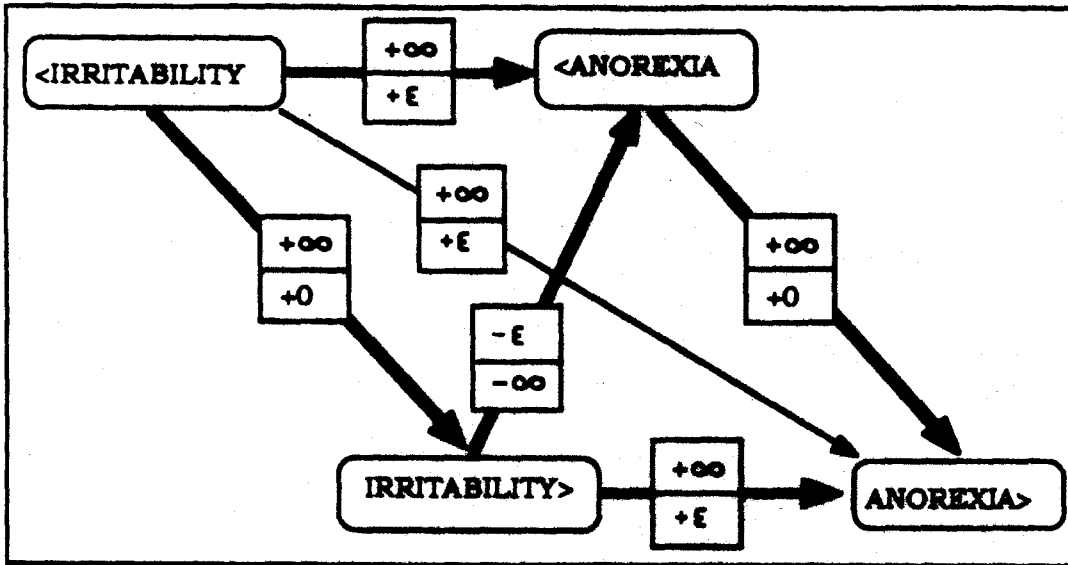 <IRRITABILITY
+∞
+ε
<ANOREXIA
+∞
+ε
+∞
+0
+∞
+0
-ε
-∞
IRRITABILITY>
+∞
+ε
ANOREXIA>